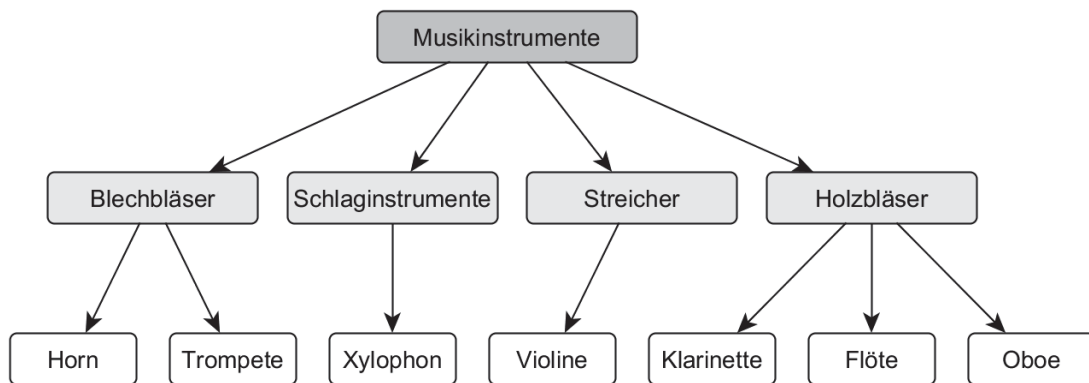 Musikinstrumente
Blechbläser
Schlaginstrumente
Streicher
Holzbläser
Horn
Trompete
Xylophon
Violine
Klarinette
Flöte
Oboe